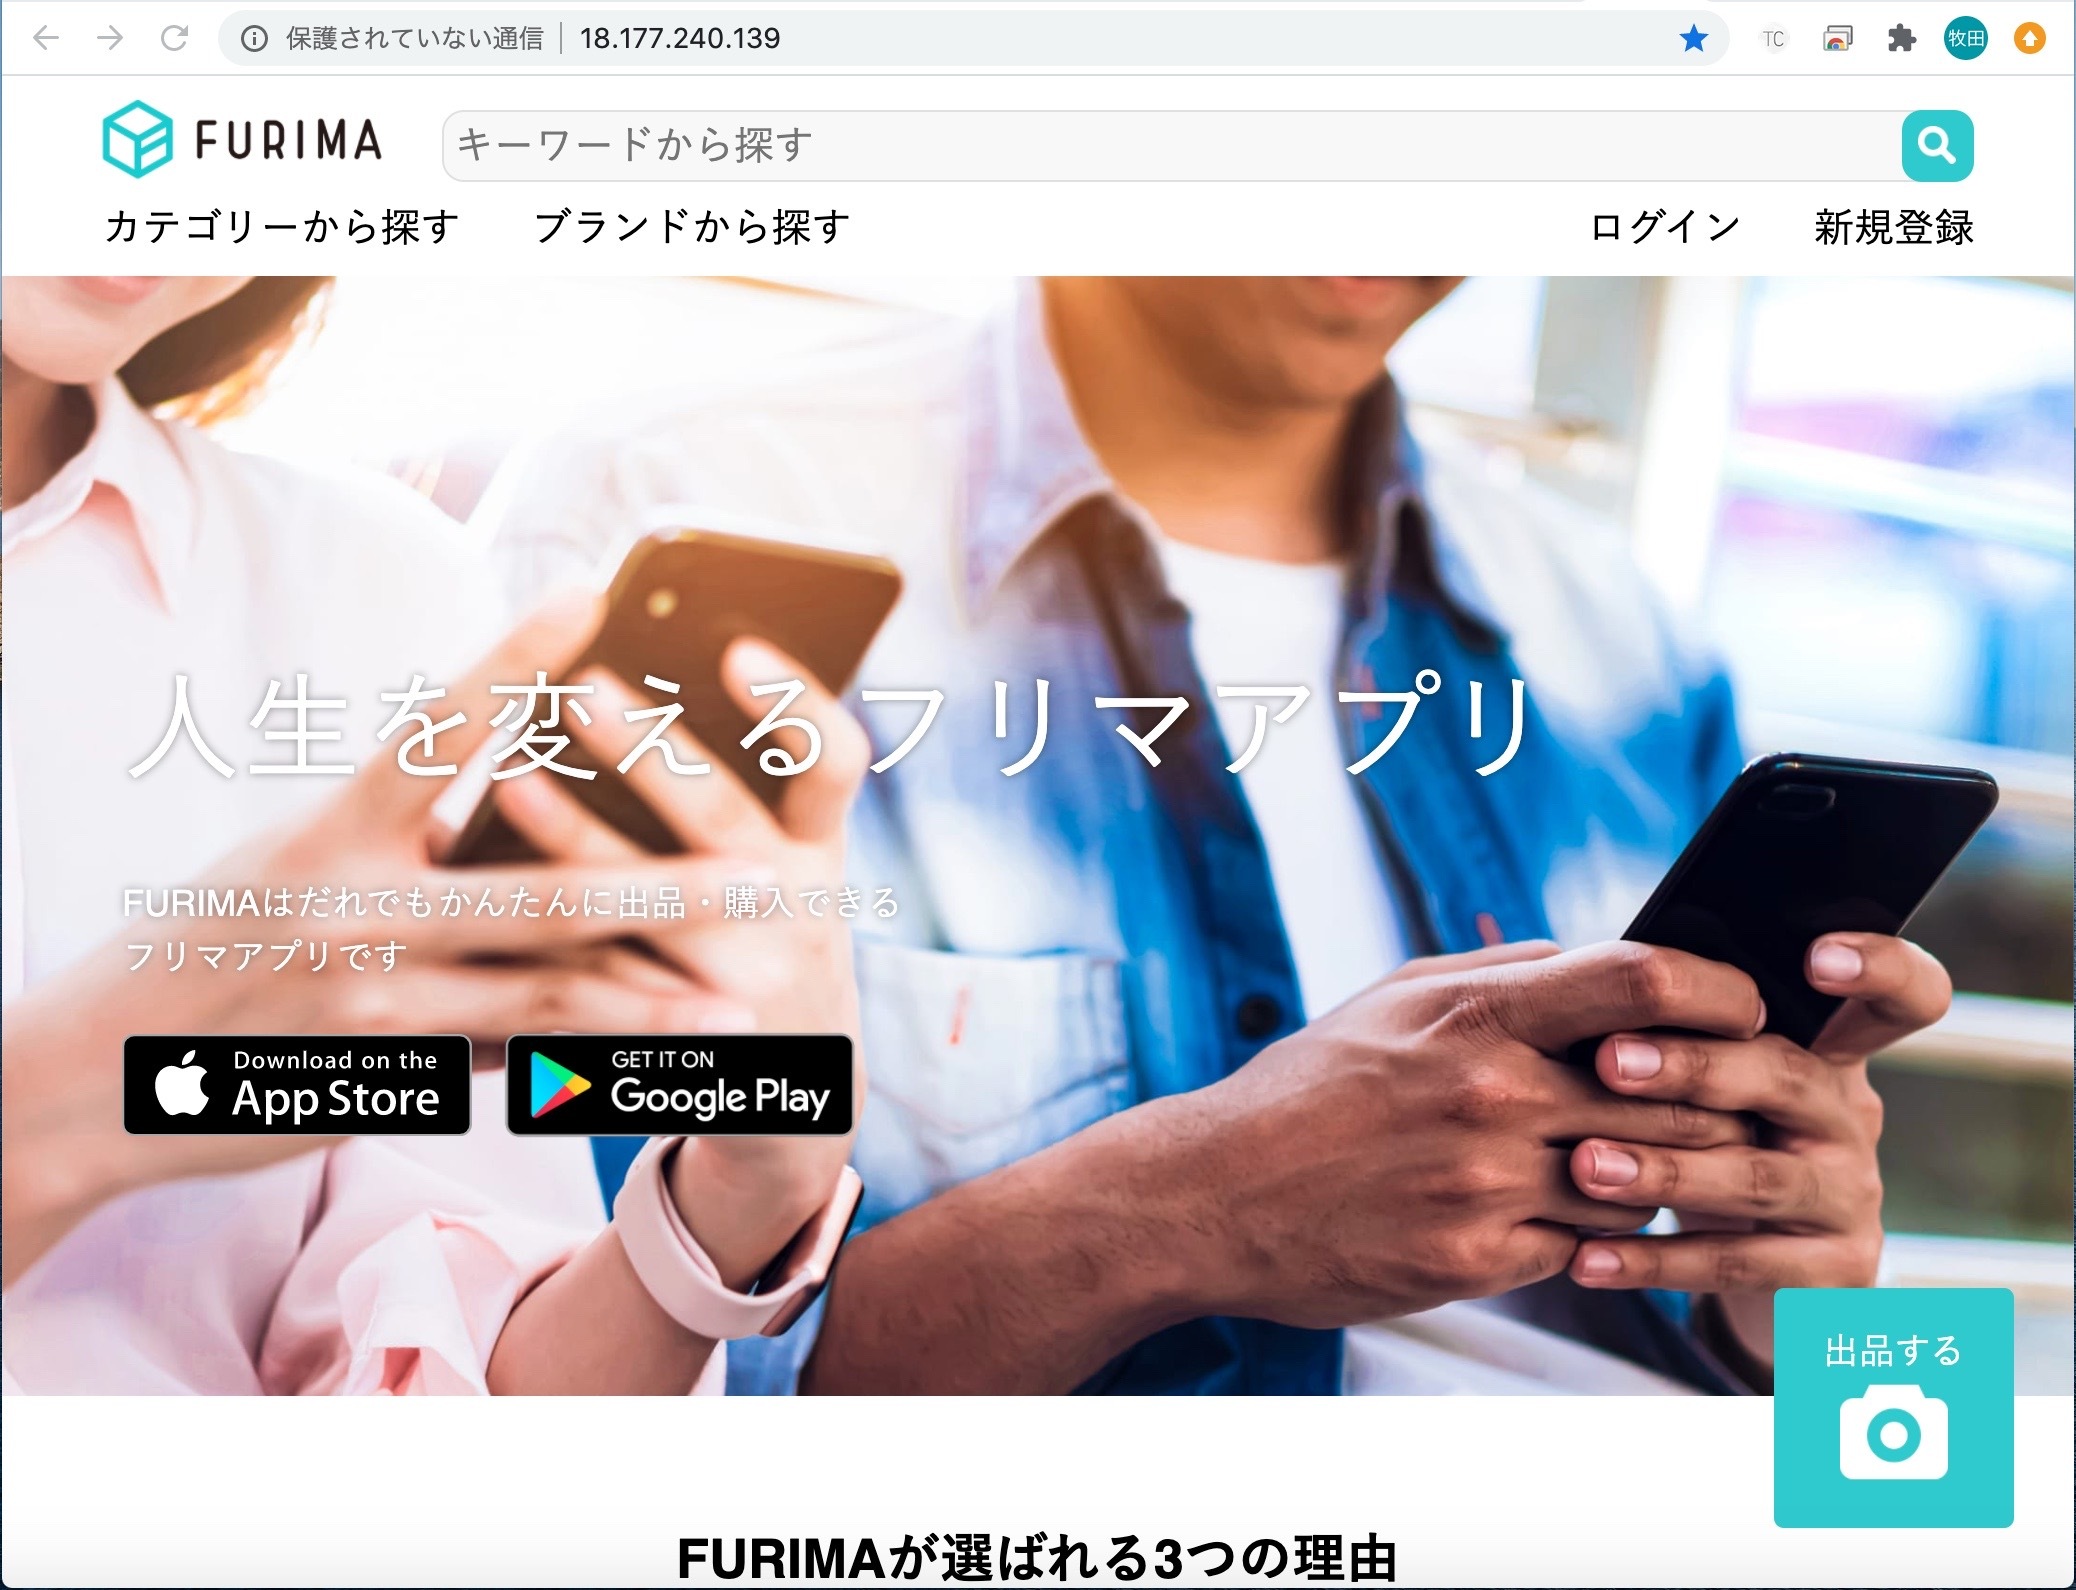 保護されていない通信 | 18.177.240.139
TC
牧田
FURIMA
キーワードから探す
カテゴリーから探す
ブランドから探す
ログイン
新規登録
人生を変えるフリマアプリ
FURIMAはだれでもかんたんに出品・購入できる
フリマアプリです
Download on the
App Store
GET IT ON
Google Play
出品する
FURIMAが選ばれる3つの理由